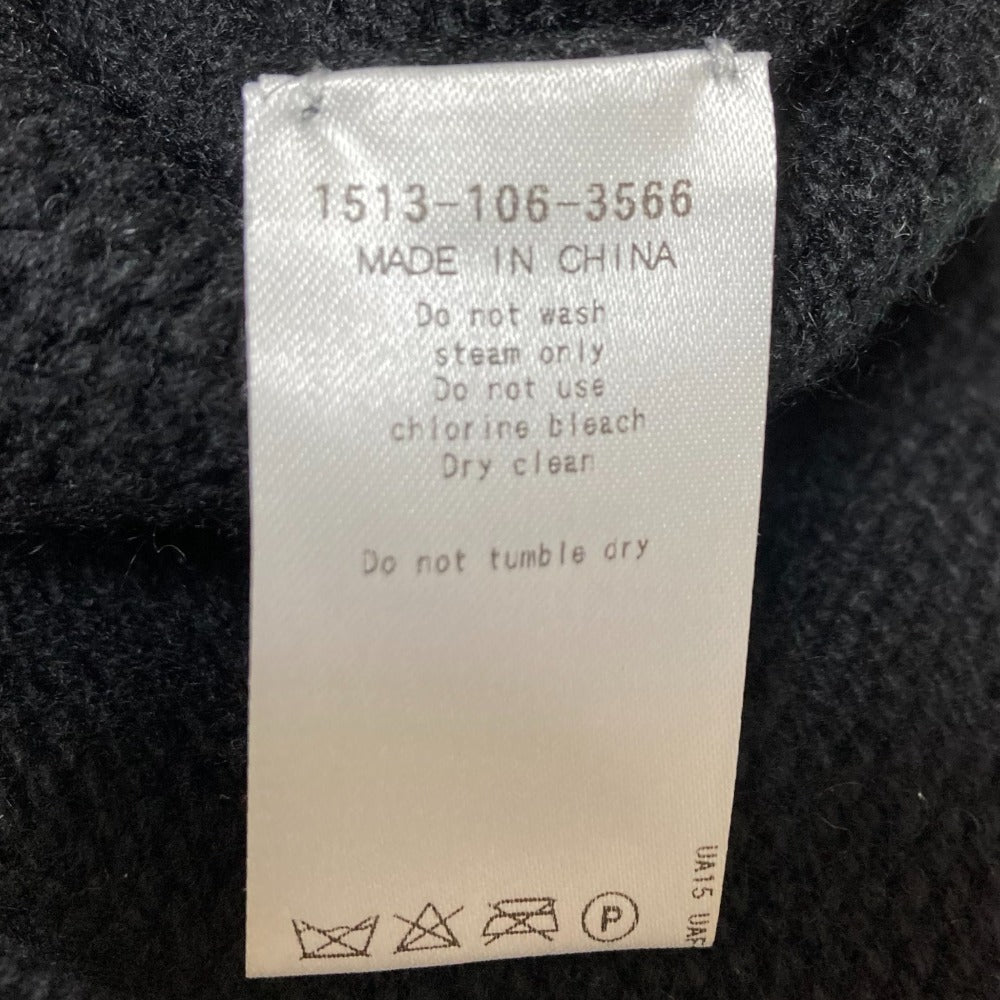 1513-106-3566
MADE IN CHINA
Do not wash
steam only
Do not use
chlorine bleach
Dry clean
Do not tumble dry
P
UA15 UAF